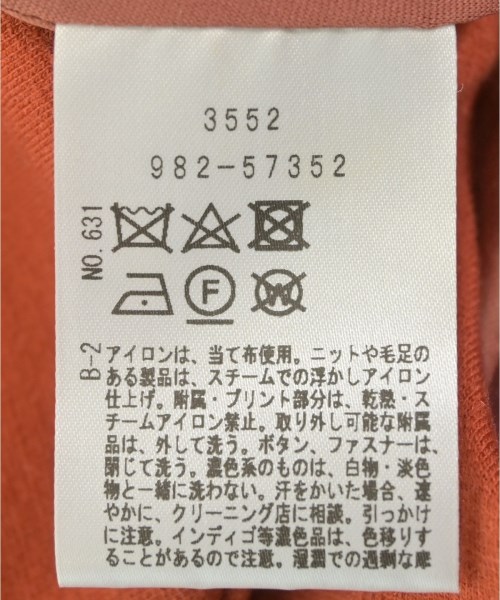 3552
982-57352
NO. 631
F
W
B-2
アイロンは、当て布使用。ニットや毛足の
ある製品は、スチームでの浮かしアイロン
仕上げ。附属・プリント部分は、乾熱・ス
チームアイロン禁止。取り外し可能な附属
品は、外して洗う。ボタン、ファスナーは、
閉じて洗う。濃色系のものは、白物・淡色
物と一緒に洗わない。汗をかいた場合、速
やかに、クリーニング店に相談。引っかけ
に注意。インディゴ等濃色品は、色移りす
ることがあるので注意。湿潤での過剰な摩